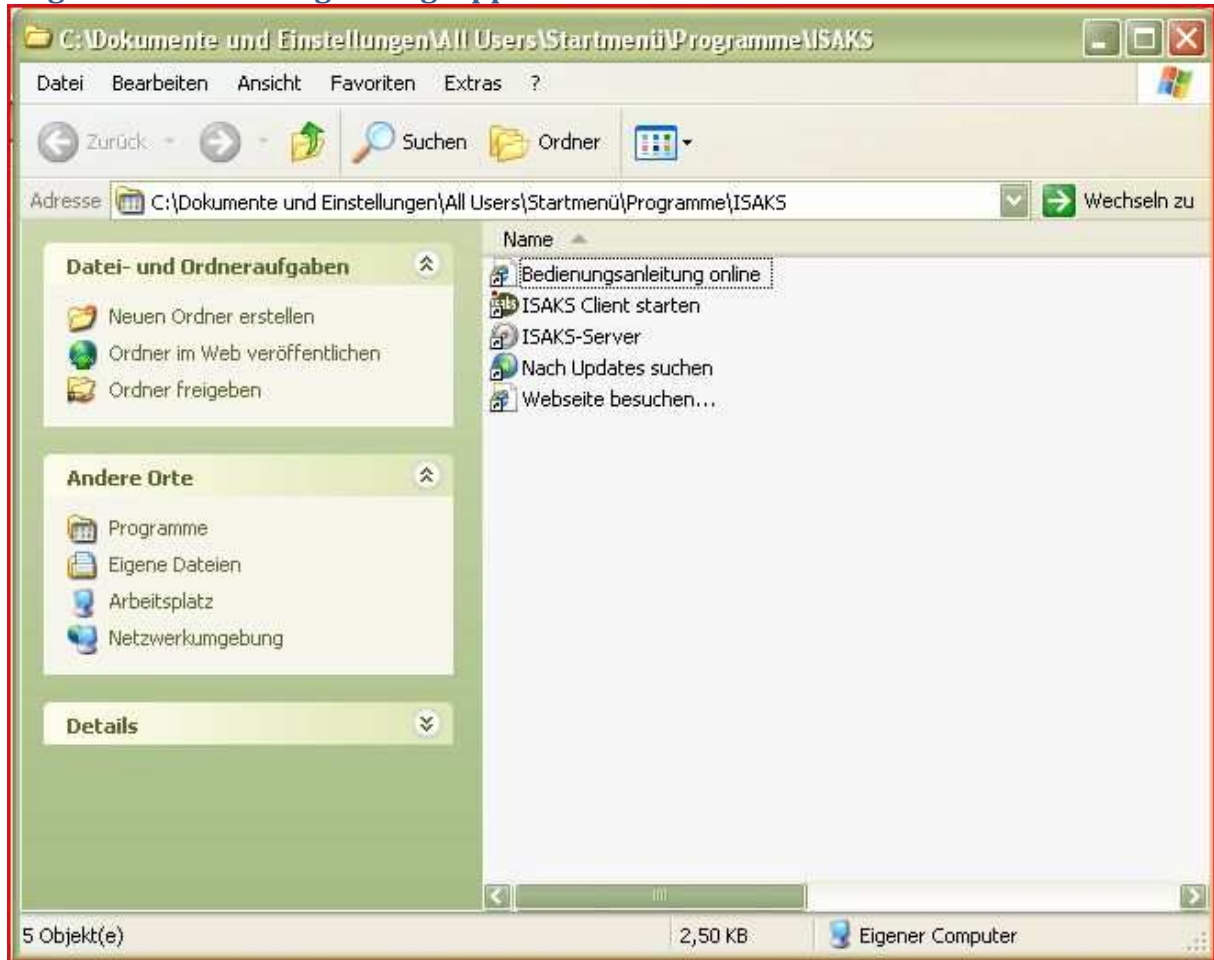 C:\Dokumente und Einstellungen\All Users\Startmenü\Programme\ISAKS
Datei Bearbeiten Ansicht Favoriten Extras ?
Zurück Suchen Ordner
Adresse C:\Dokumente und Einstellungen\All Users\Startmenü\Programme\ISAKS Wechseln zu
Datei- und Ordneraufgaben
Neuen Ordner erstellen
Ordner im Web veröffentlichen
Ordner freigeben
Andere Orte
Programme
Eigene Dateien
Arbeitsplatz
Netzwerkumgebung
Details
Name
Bedienungsanleitung online
ISAKS Client starten
ISAKS-Server
Nach Updates suchen
Webseite besuchen...
5 Objekt(e) 2,50 KB Eigener Computer